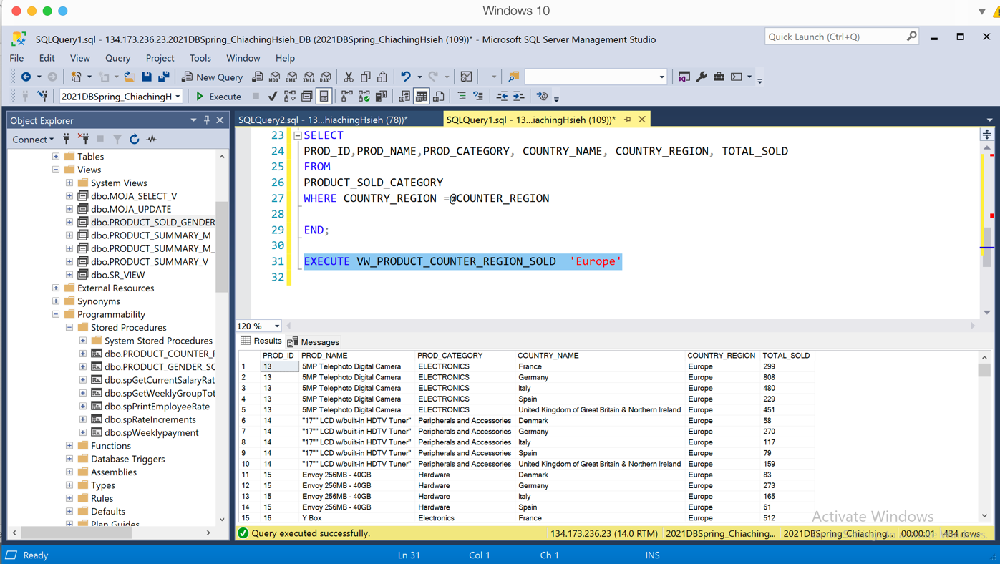 Windows 10
SQLQuery1.sql - 134.173.236.23.2021DBSpring_ChiachingHsieh_DB (2021DBSpring_ChiachingHsieh (109))* - Microsoft SQL Server Management Studio
Quick Launch (Ctrl+Q)
File Edit View Query Project Tools Window Help
New Query
MDX DMX XMLA DAX
2021DBSpring_ChiachingH
Execute
Object Explorer
SQLQuery2.sql - 13...hiachingHsieh (78))*
SQLQuery1.sql - 13...iachingHsieh (109))*
Connect
Tables
Views
System Views
dbo.MOJA_SELECT_V
dbo.MOJA_UPDATE
dbo.PRODUCT_SOLD_GENDER
dbo.PRODUCT_SUMMARY_M
dbo.PRODUCT_SUMMARY_M_
dbo.PRODUCT_SUMMARY_V
dbo.SR_VIEW
External Resources
Synonyms
Programmability
Stored Procedures
System Stored Procedures
dbo.PRODUCT_COUNTER_F
dbo.PRODUCT_GENDER_SC
dbo.spGetCurrentSalaryRat
dbo.spGetWeeklyGroupTot
dbo.spPrintEmployeeRate
dbo.spRateIncrements
dbo.spWeeklypayment
Functions
Database Triggers
Assemblies
Types
Rules
Defaults
Plan Guides
23 SELECT
24 PROD_ID,PROD_NAME,PROD_CATEGORY, COUNTRY_NAME, COUNTRY_REGION, TOTAL_SOLD
25 FROM
26 PRODUCT_SOLD_CATEGORY
27 WHERE COUNTRY_REGION =@COUNTER_REGION
28
29 END;
30
31 EXECUTE VW_PRODUCT_COUNTER_REGION_SOLD 'Europe'
32
120 %
Results Messages
PROD_ID PROD_NAME PROD_CATEGORY COUNTRY_NAME COUNTRY_REGION TOTAL_SOLD
1 13 5MP Telephoto Digital Camera ELECTRONICS France Europe 299
2 13 5MP Telephoto Digital Camera ELECTRONICS Germany Europe 808
3 13 5MP Telephoto Digital Camera ELECTRONICS Italy Europe 480
4 13 5MP Telephoto Digital Camera ELECTRONICS Spain Europe 229
5 13 5MP Telephoto Digital Camera ELECTRONICS United Kingdom of Great Britain & Northern Ireland Europe 451
6 14 "17"" LCD w/built-in HDTV Tuner" Peripherals and Accessories Denmark Europe 58
7 14 "17"" LCD w/built-in HDTV Tuner" Peripherals and Accessories Germany Europe 270
8 14 "17"" LCD w/built-in HDTV Tuner" Peripherals and Accessories Italy Europe 117
9 14 "17"" LCD w/built-in HDTV Tuner" Peripherals and Accessories Spain Europe 79
10 14 "17"" LCD w/built-in HDTV Tuner" Peripherals and Accessories United Kingdom of Great Britain & Northern Ireland Europe 159
11 15 Envoy 256MB - 40GB Hardware Denmark Europe 83
12 15 Envoy 256MB - 40GB Hardware Germany Europe 273
13 15 Envoy 256MB - 40GB Hardware Italy Europe 165
14 15 Envoy 256MB - 40GB Hardware Spain Europe 61
15 16 Y Box Electronics France Europe 512
Activate Windows
Query executed successfully.
134.173.236.23 (14.0 RTM) 2021DBSpring_Chiaching... 2021DBSpring_Chiaching... 00:00:01 434 rows
Ready Ln 31 Col 1 Ch 1 INS